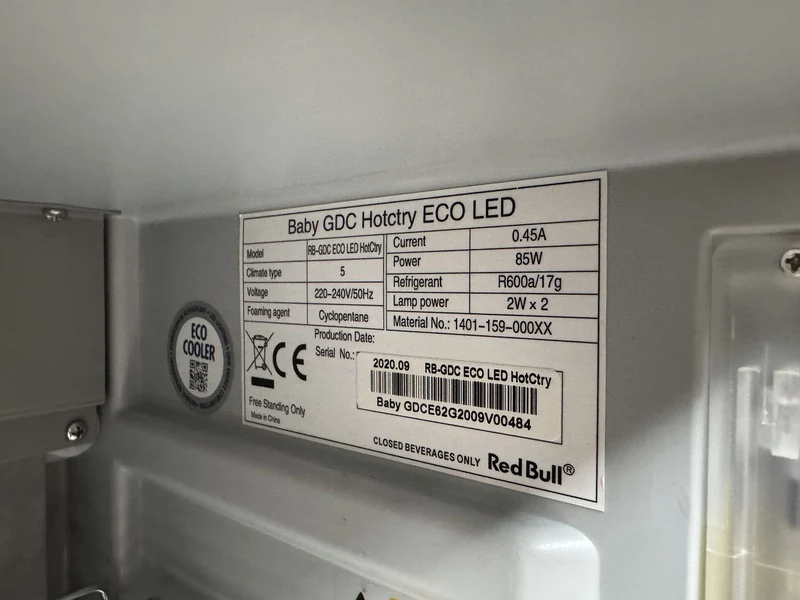 Baby GDC Hotctry ECO LED
Model RB-GDC ECO LED HotCtry
Climate type 5
Voltage 220-240V/50Hz
Foaming agent Cyclopentane
Current 0.45A
Power 85W
Refrigerant R600a/17g
Lamp power 2W × 2
Material No.: 1401-159-000XX
Production Date:
Serial No.:
2020.09 RB-GDC ECO LED HotCtry
Baby GDCE62G2009V00484
CE
Free Standing Only
Made in China
CLOSED BEVERAGES ONLY Red Bull®
ECO
COOLER